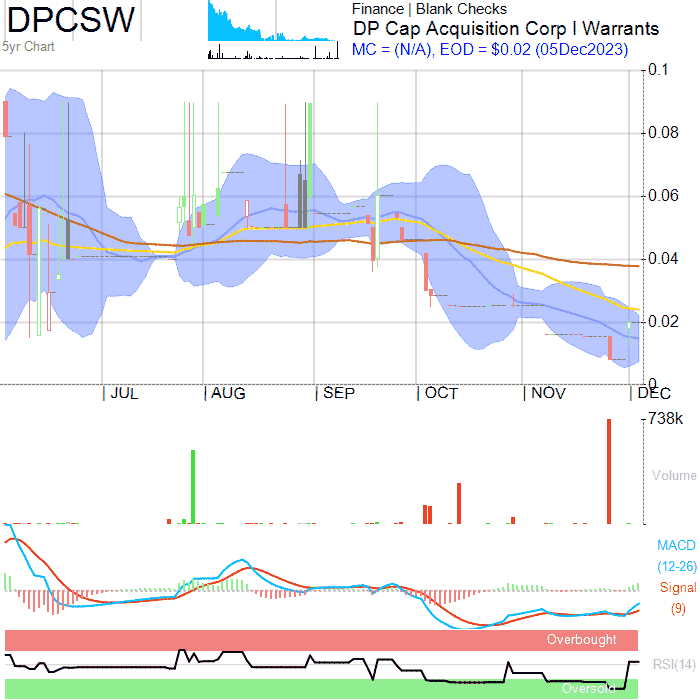 DPCSW
5yr Chart
Finance | Blank Checks
DP Cap Acquisition Corp I Warrants
MC = (N/A), EOD = $0.02 (05Dec2023)
0.1
0.08
0.06
0.04
0.02
0
JUL
AUG
SEP
OCT
NOV
DEC
738k
Volume
MACD
(12-26)
Signal
(9)
Overbought
RSI(14)
Oversold